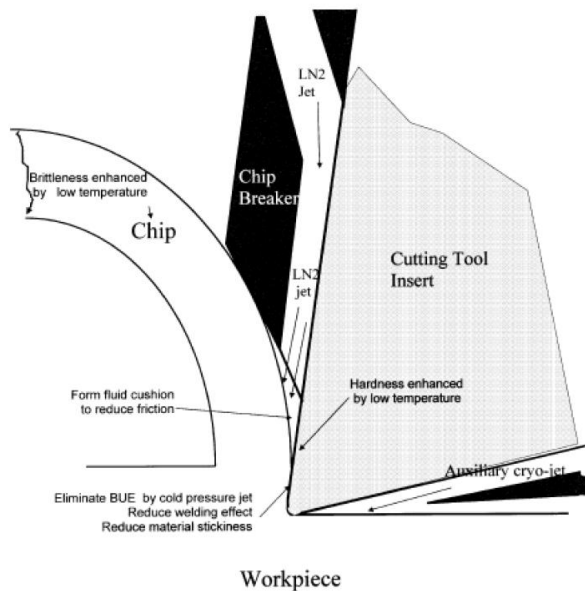 LN2
Jet
Brittleness enhanced
by low temperature
Chip
Chip
Breaker
Cutting Tool
Insert
LN2
jet
Form fluid cushion
to reduce friction
Hardness enhanced
by low temperature
Auxiliary cryo-jet
Eliminate BUE by cold pressure jet
Reduce welding effect
Reduce material stickiness
Workpiece